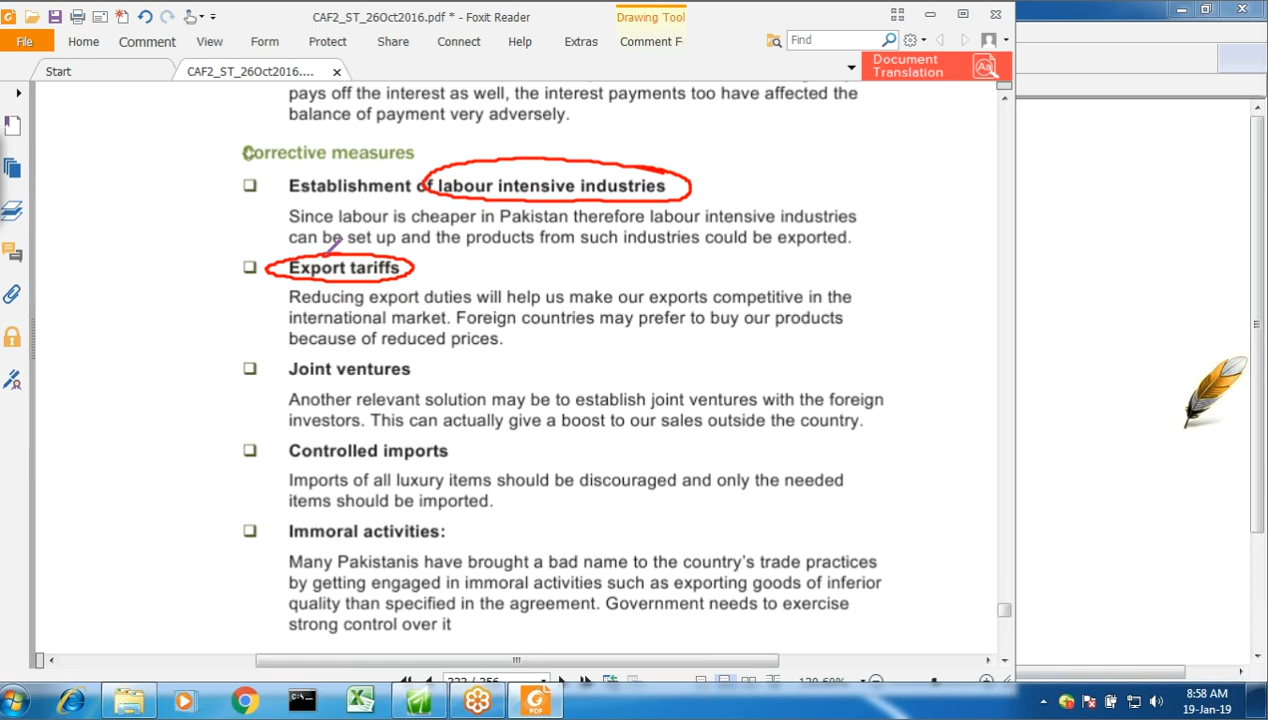 CAF2_ST_26Oct2016.pdf * - Foxit Reader
Drawing Tool
File Home Comment View Form Protect Share Connect Help Extras Comment F
Find
Start
CAF2_ST_26Oct2016....
Document
Translation
pays off the interest as well, the interest payments too have affected the
balance of payment very adversely.
Corrective measures
Establishment of labour intensive industries
Since labour is cheaper in Pakistan therefore labour intensive industries
can be set up and the products from such industries could be exported.
Export tariffs
Reducing export duties will help us make our exports competitive in the
international market. Foreign countries may prefer to buy our products
because of reduced prices.
Joint ventures
Another relevant solution may be to establish joint ventures with the foreign
investors. This can actually give a boost to our sales outside the country.
Controlled imports
Imports of all luxury items should be discouraged and only the needed
items should be imported.
Immoral activities:
Many Pakistanis have brought a bad name to the country's trade practices
by getting engaged in immoral activities such as exporting goods of inferior
quality than specified in the agreement. Government needs to exercise
strong control over it
8:58 AM
19-Jan-19